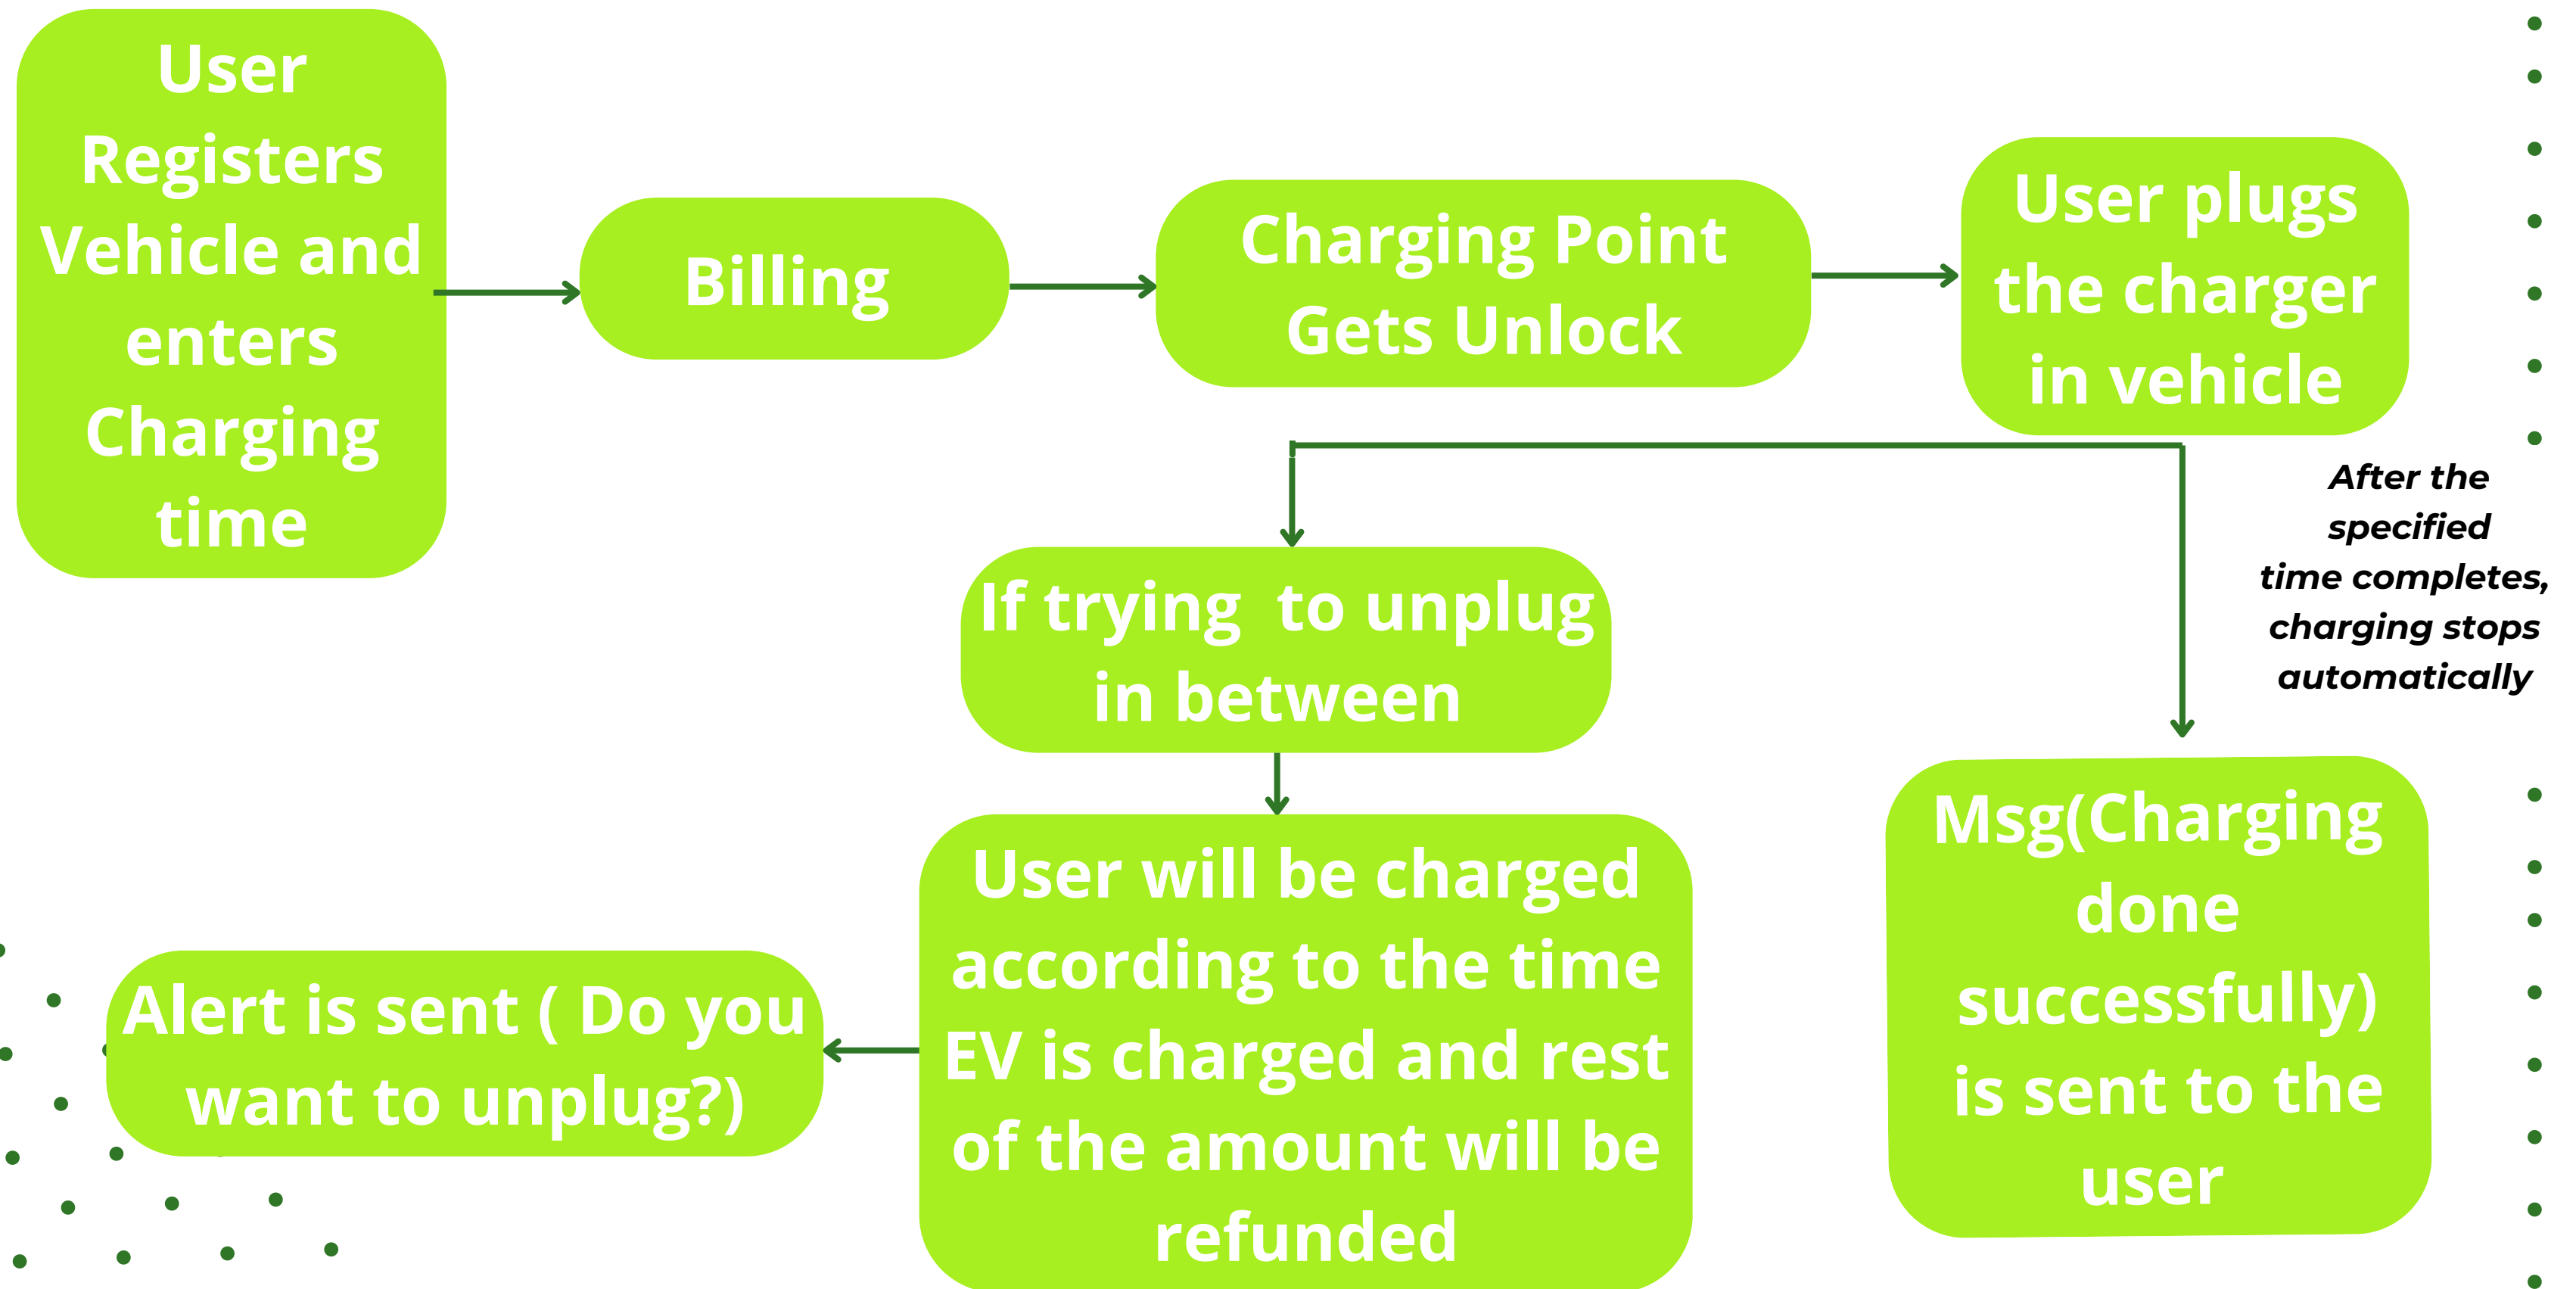 User
Registers
Vehicle and
enters
Charging
time
Billing
Charging Point
Gets Unlock
User plugs
the charger
in vehicle
After the
specified
time completes,
charging stops
automatically
If trying  to unplug
in between
User will be charged
according to the time
EV is charged and rest
of the amount will be
refunded
Alert is sent ( Do you
want to unplug?)
Msg(Charging
done
successfully)
is sent to the
user